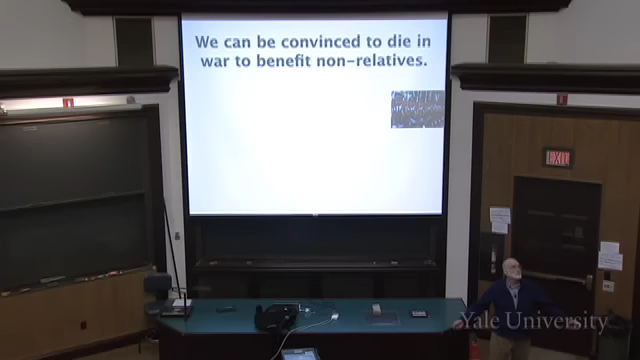 We can be convinced to die in
war to benefit non-relatives.
EXIT
Yale University